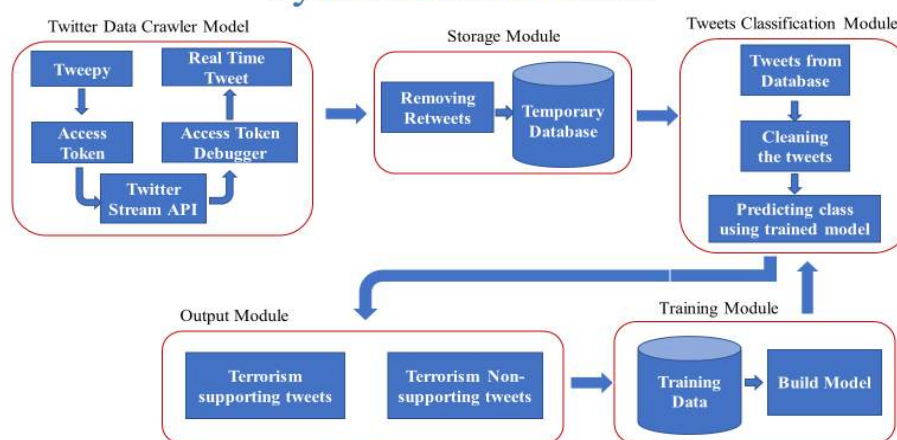 Twitter Data Crawler Model
Tweepy
Access
Token
Twitter
Stream API
Access Token
Debugger
Real Time
Tweet
Storage Module
Removing
Retweets
Temporary
Database
Tweets Classification Module
Tweets from
Database
Cleaning
the tweets
Predicting class
using trained model
Output Module
Terrorism
supporting tweets
Terrorism Non-
supporting tweets
Training Module
Training
Data
Build Model